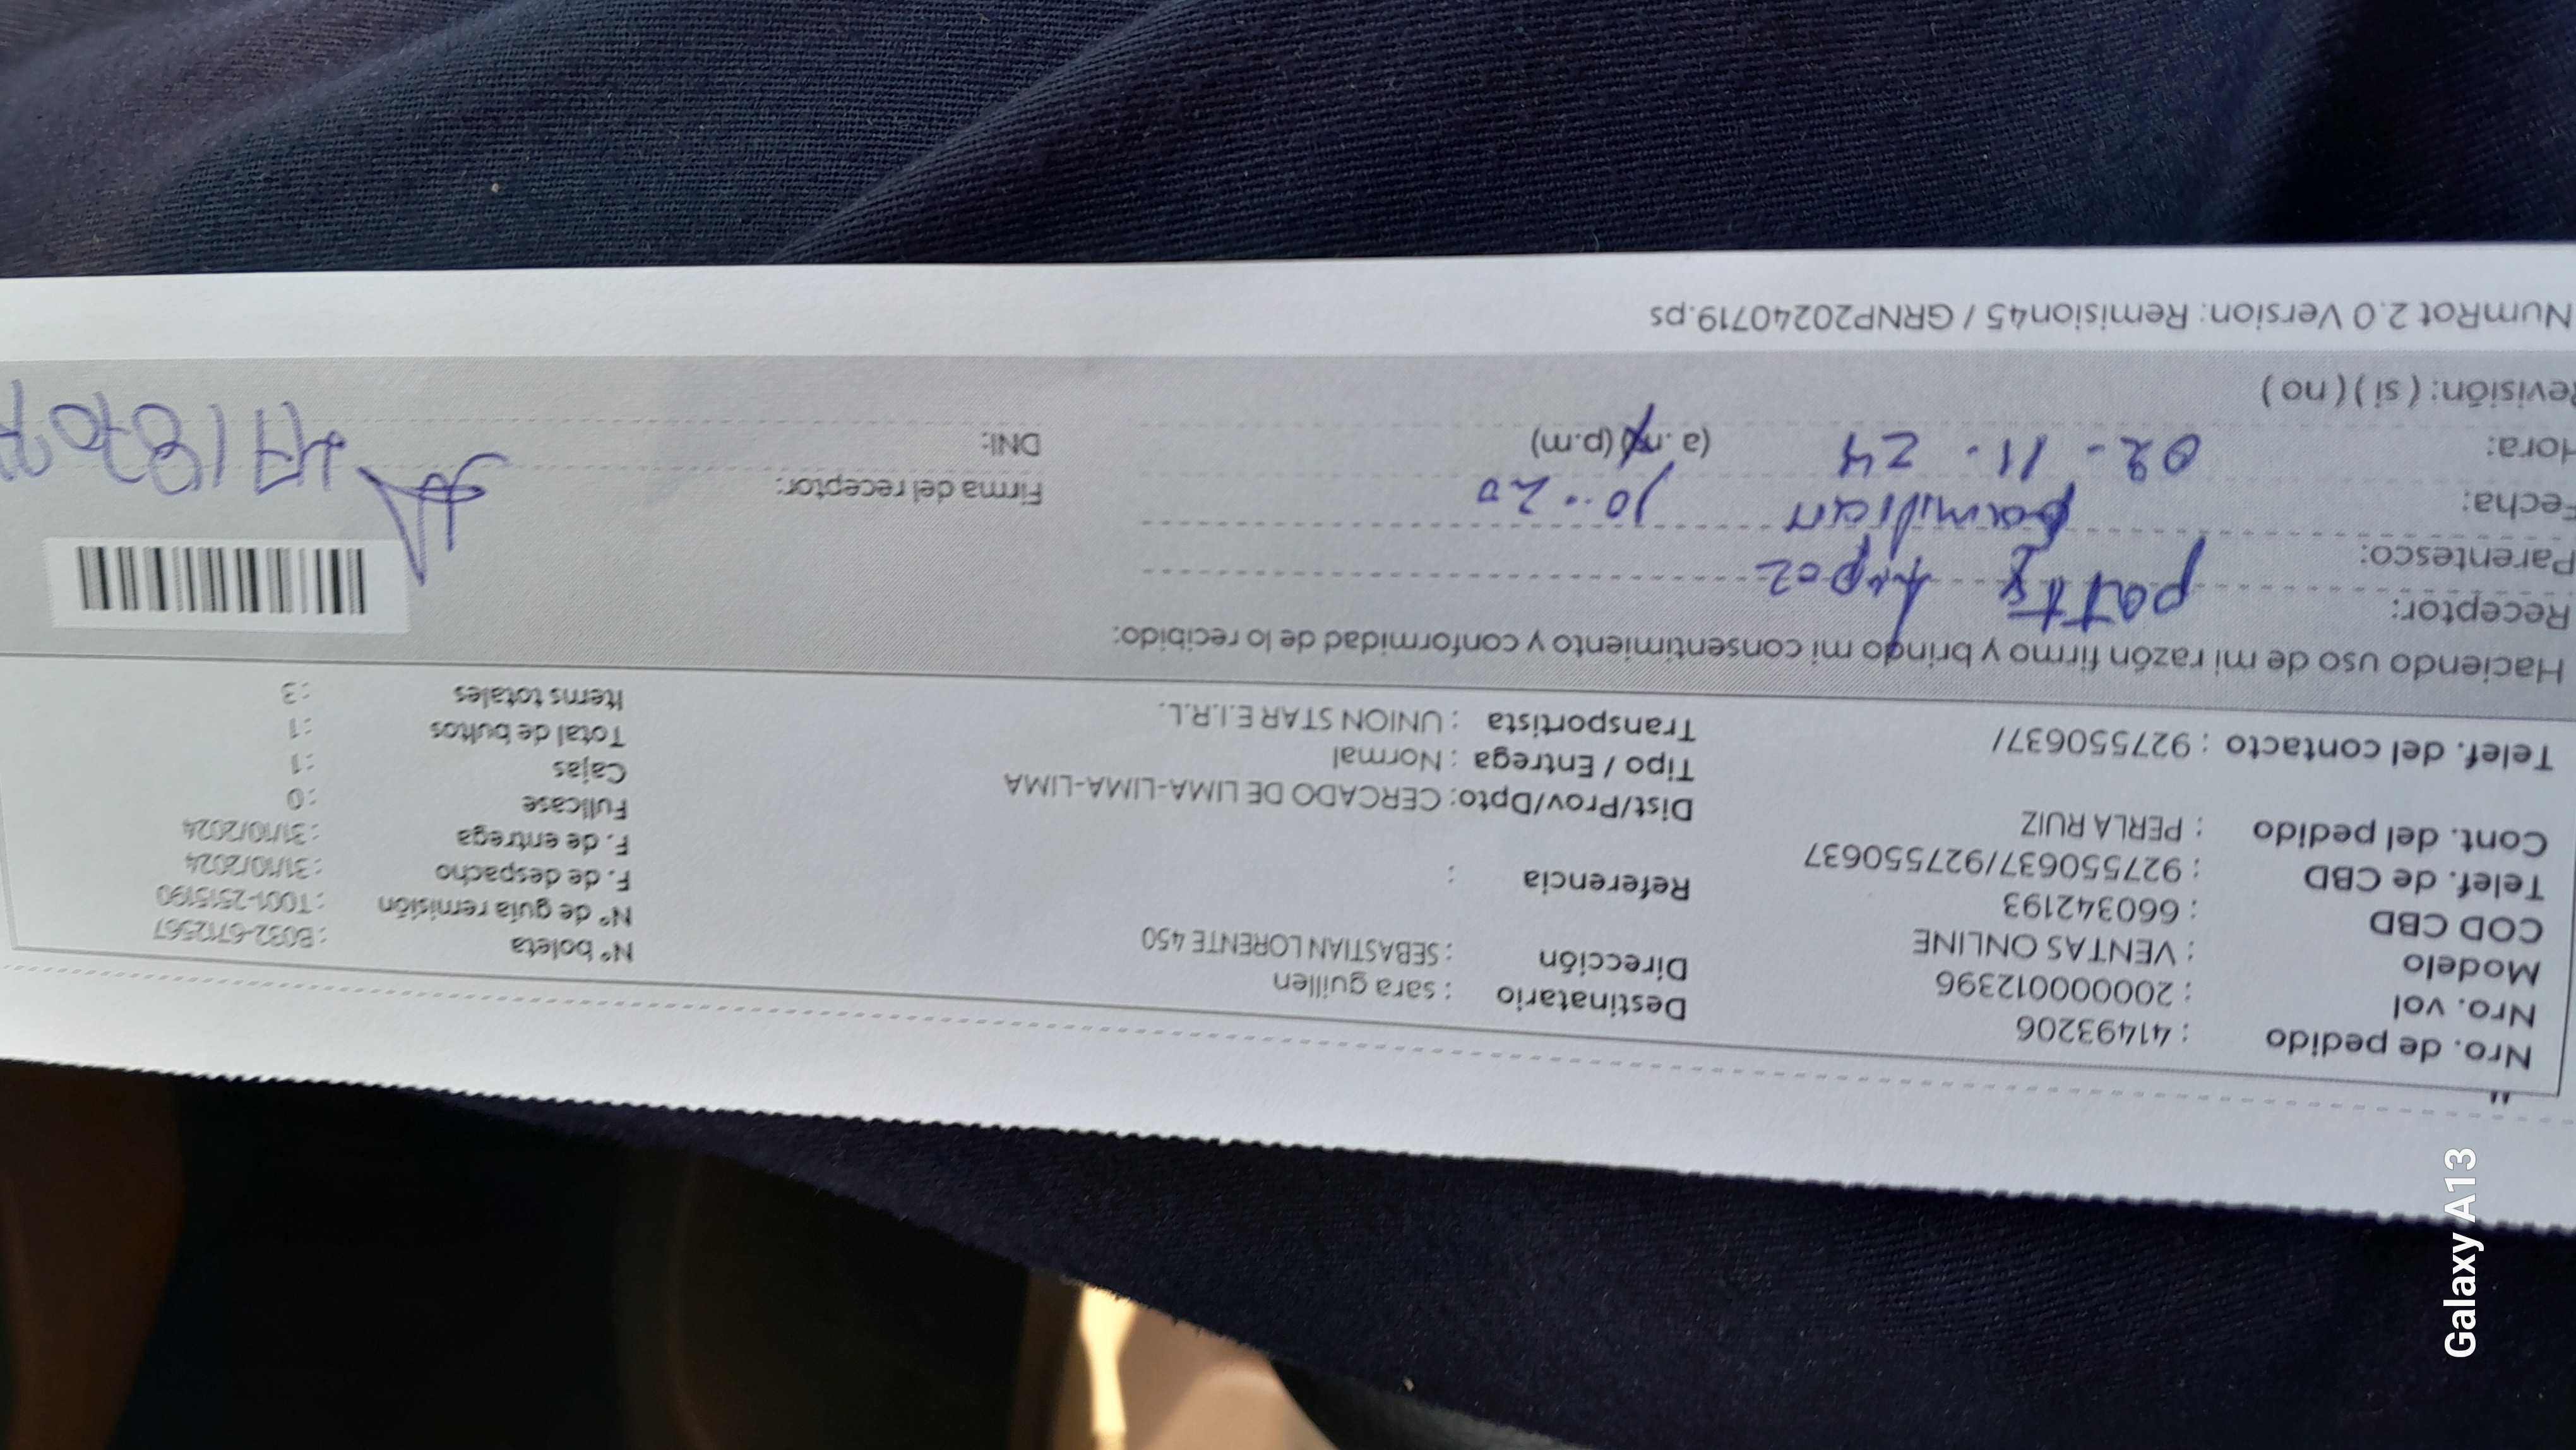 Nro. de pedido : 41493206
Nro. vol : 20000012396
Modelo : VENTAS ONLINE
COD CBD : 660342193
Telef. de CBD : 927550637/927550637
Cont. del pedido : PERLA RUIZ
Telef. del contacto : 927550637/
Destinatario : sara guillen
Dirección : SEBASTIAN LORENTE 450
Referencia :
Dist/Prov/Dpto: CERCADO DE LIMA-LIMA-LIMA
Tipo / Entrega : Normal
Transportista : UNION STAR E.I.R.L.
N° boleta : B032-6712567
N° de guía remisión : T001-2515190
F. de despacho : 31/10/2024
F. de entrega : 31/10/2024
Fullcase : 0
Cajas : 1
Total de bultos : 1
Items totales : 3
Haciendo uso de mi razón firmo y brindo mi consentimiento y conformidad de lo recibido:
Receptor: patty
Parentesco: familiar
Fecha: 02-11-24 10:20
Hora: (a.m) (p.m)
Revisión: ( si ) ( no )
Firma del receptor:
DNI:
NumRot 2.0 Version: Remision45 / GRNP20240719.ps
Galaxy A13